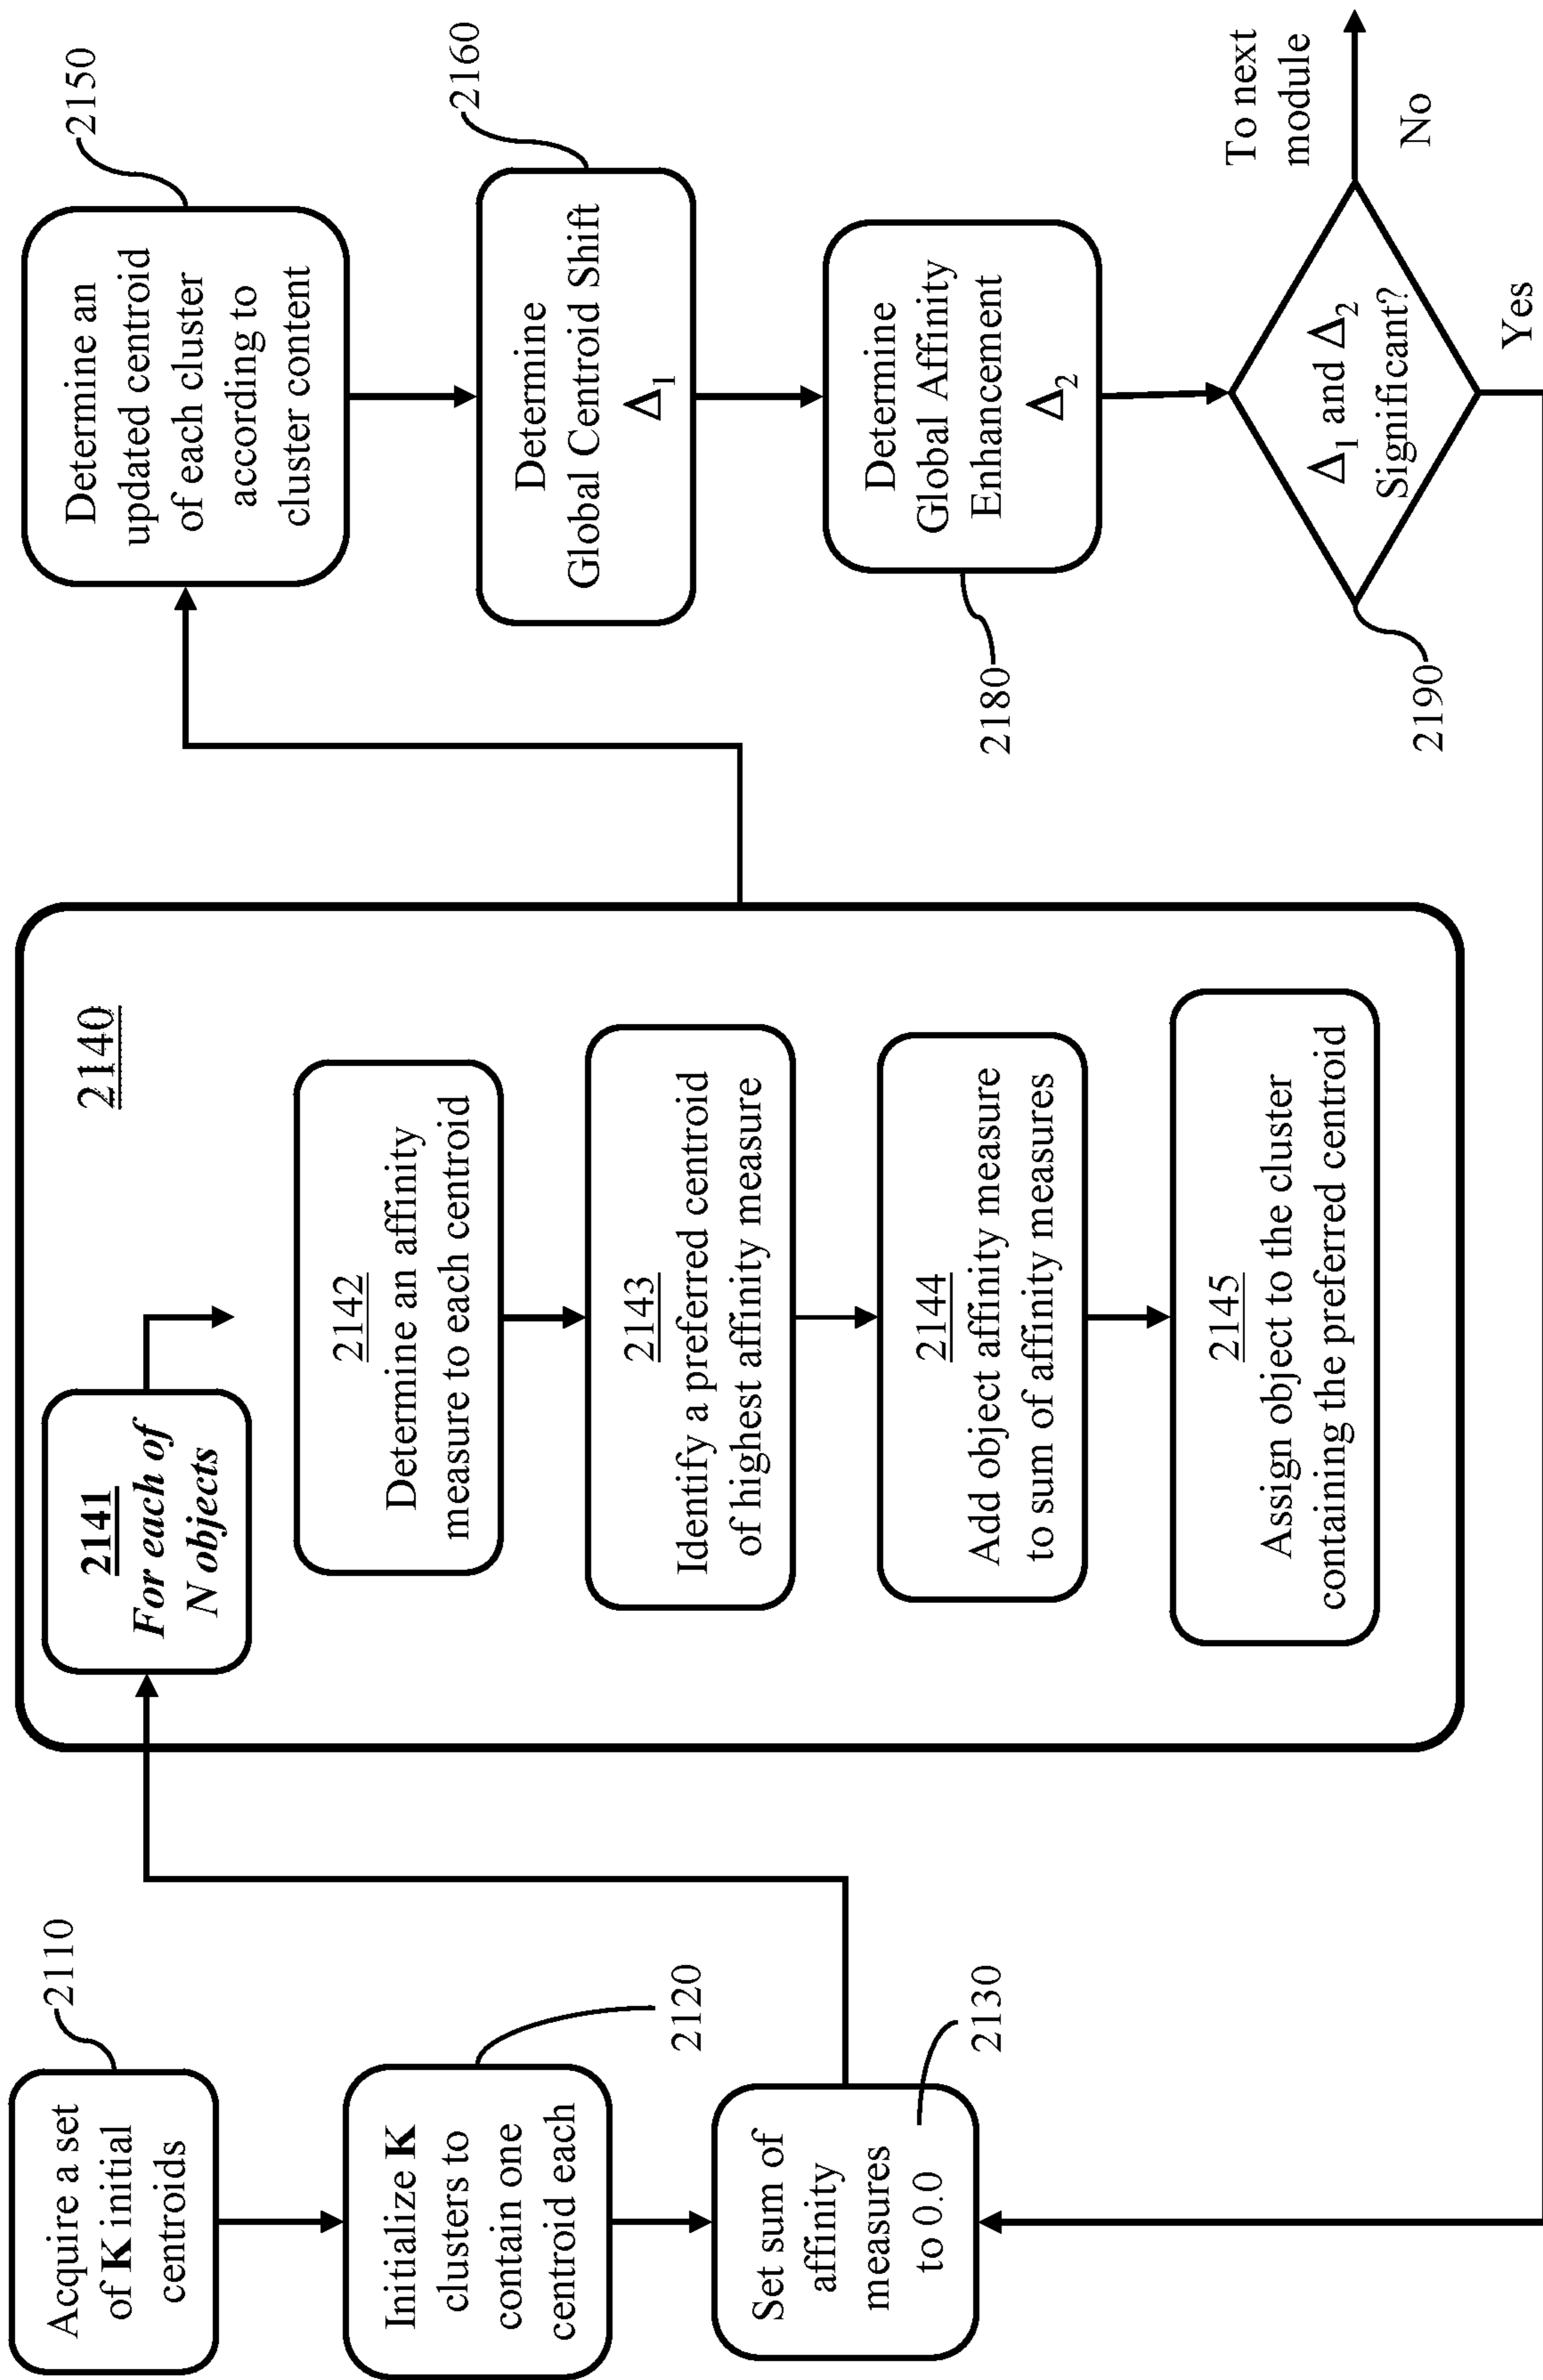 Acquire a set
of K initial
centroids
2110
Initialize K
clusters to
contain one
centroid each
2120
Set sum of
affinity
measures
to 0.0
2130
2140
2141
For each of
N objects
2142
Determine an affinity
measure to each centroid
2143
Identify a preferred centroid
of highest affinity measure
2144
Add object affinity measure
to sum of affinity measures
2145
Assign object to the cluster
containing the preferred centroid
Determine an
updated centroid
of each cluster
according to
cluster content
2150
Determine
Global Centroid Shift
Δ1
2160
Determine
Global Affinity
Enhancement
Δ2
2180
Δ1 and Δ2
Significant?
2190
To next
module
No
Yes